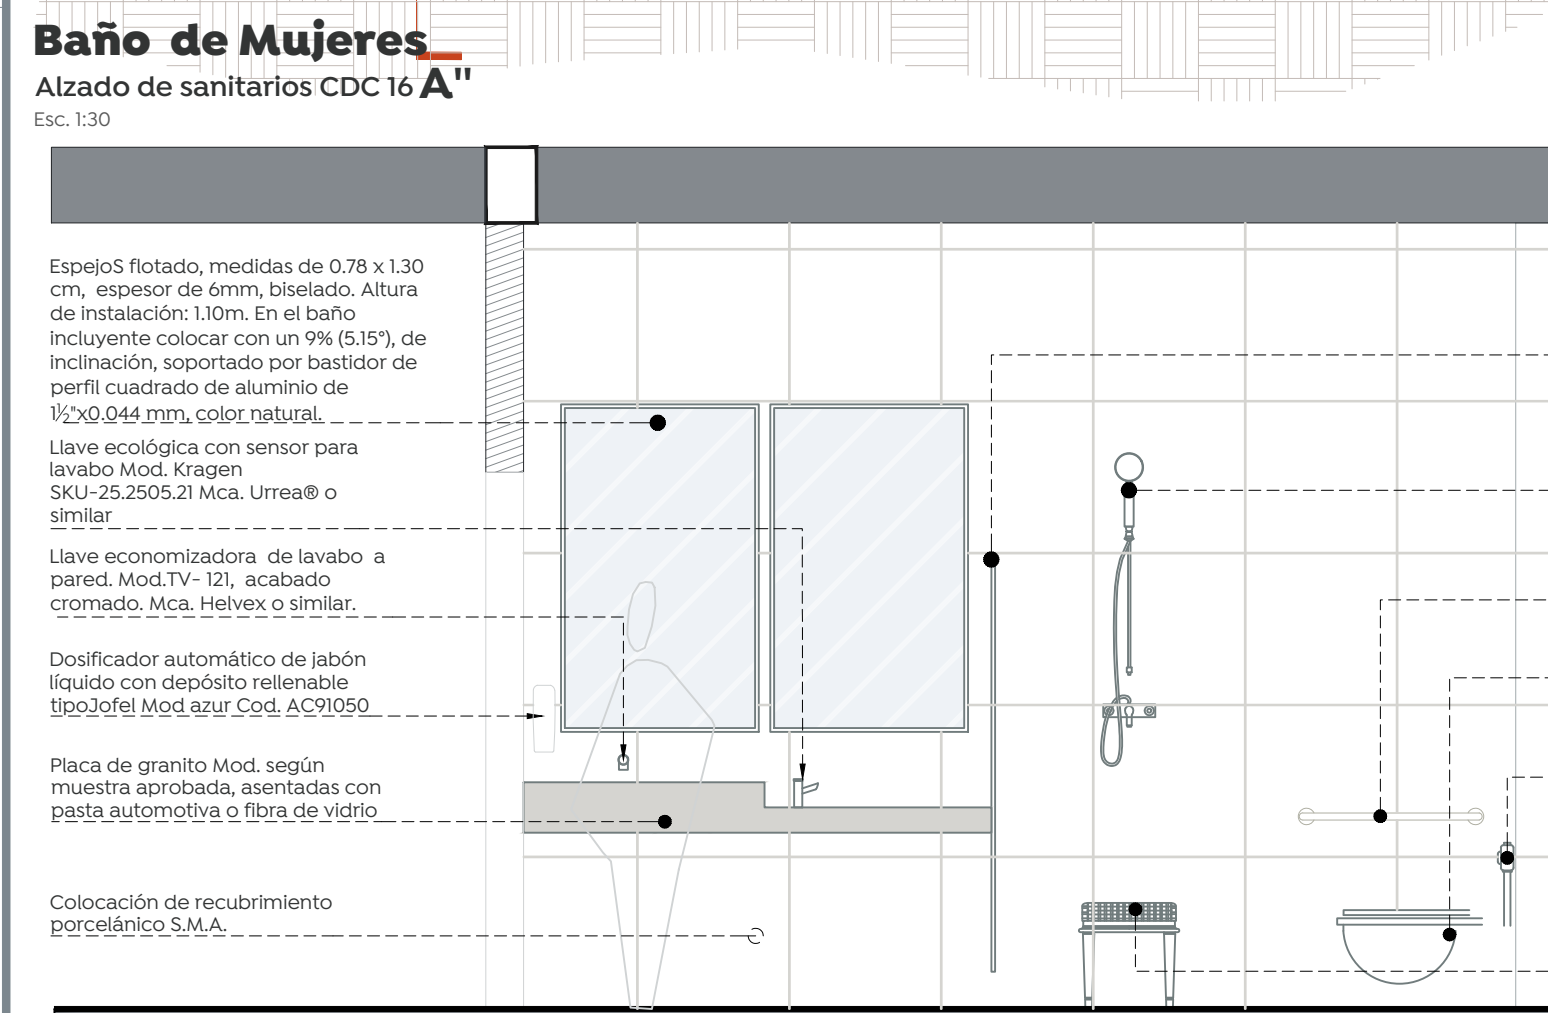 Baño de Mujeres_
Alzado de sanitarios CDC 16 A"
Esc. 1:30
EspejoS flotado, medidas de 0.78 x 1.30
cm, espesor de 6mm, biselado. Altura
de instalación: 1.10m. En el baño
incluyente colocar con un 9% (5.15°), de
inclinación, soportado por bastidor de
perfil cuadrado de aluminio de
1½"x0.044 mm, color natural.
Llave ecológica con sensor para
lavabo Mod. Kragen
SKU-25.2505.21 Mca. Urrea® o
similar
Llave economizadora de lavabo a
pared. Mod.TV- 121, acabado
cromado. Mca. Helvex o similar.
Dosificador automático de jabón
líquido con depósito rellenable
tipoJofel Mod azur Cod. AC91050
Placa de granito Mod. según
muestra aprobada, asentadas con
pasta automotiva o fibra de vidrio
Colocación de recubrimiento
porcelánico S.M.A.